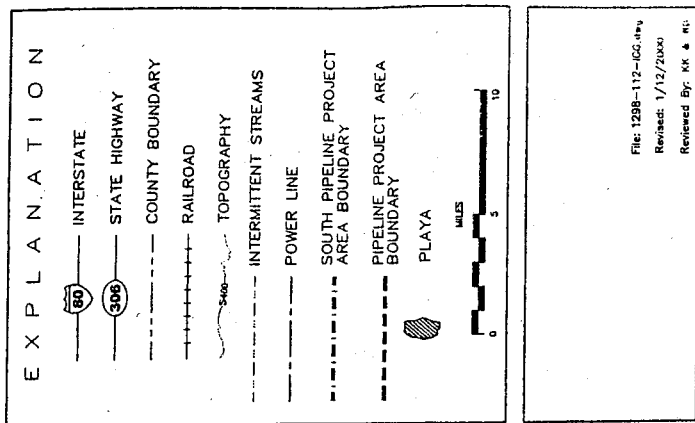 EXPLANATION
80 INTERSTATE
306 STATE HIGHWAY
COUNTY BOUNDARY
RAILROAD
5400 TOPOGRAPHY
INTERMITTENT STREAMS
POWER LINE
SOUTH PIPELINE PROJECT
AREA BOUNDARY
PIPELINE PROJECT AREA
BOUNDARY
PLAYA
MILES
0 5 10
File: 1298-112-ICG.dwg
Revised: 1/12/2000
Reviewed By: KK &